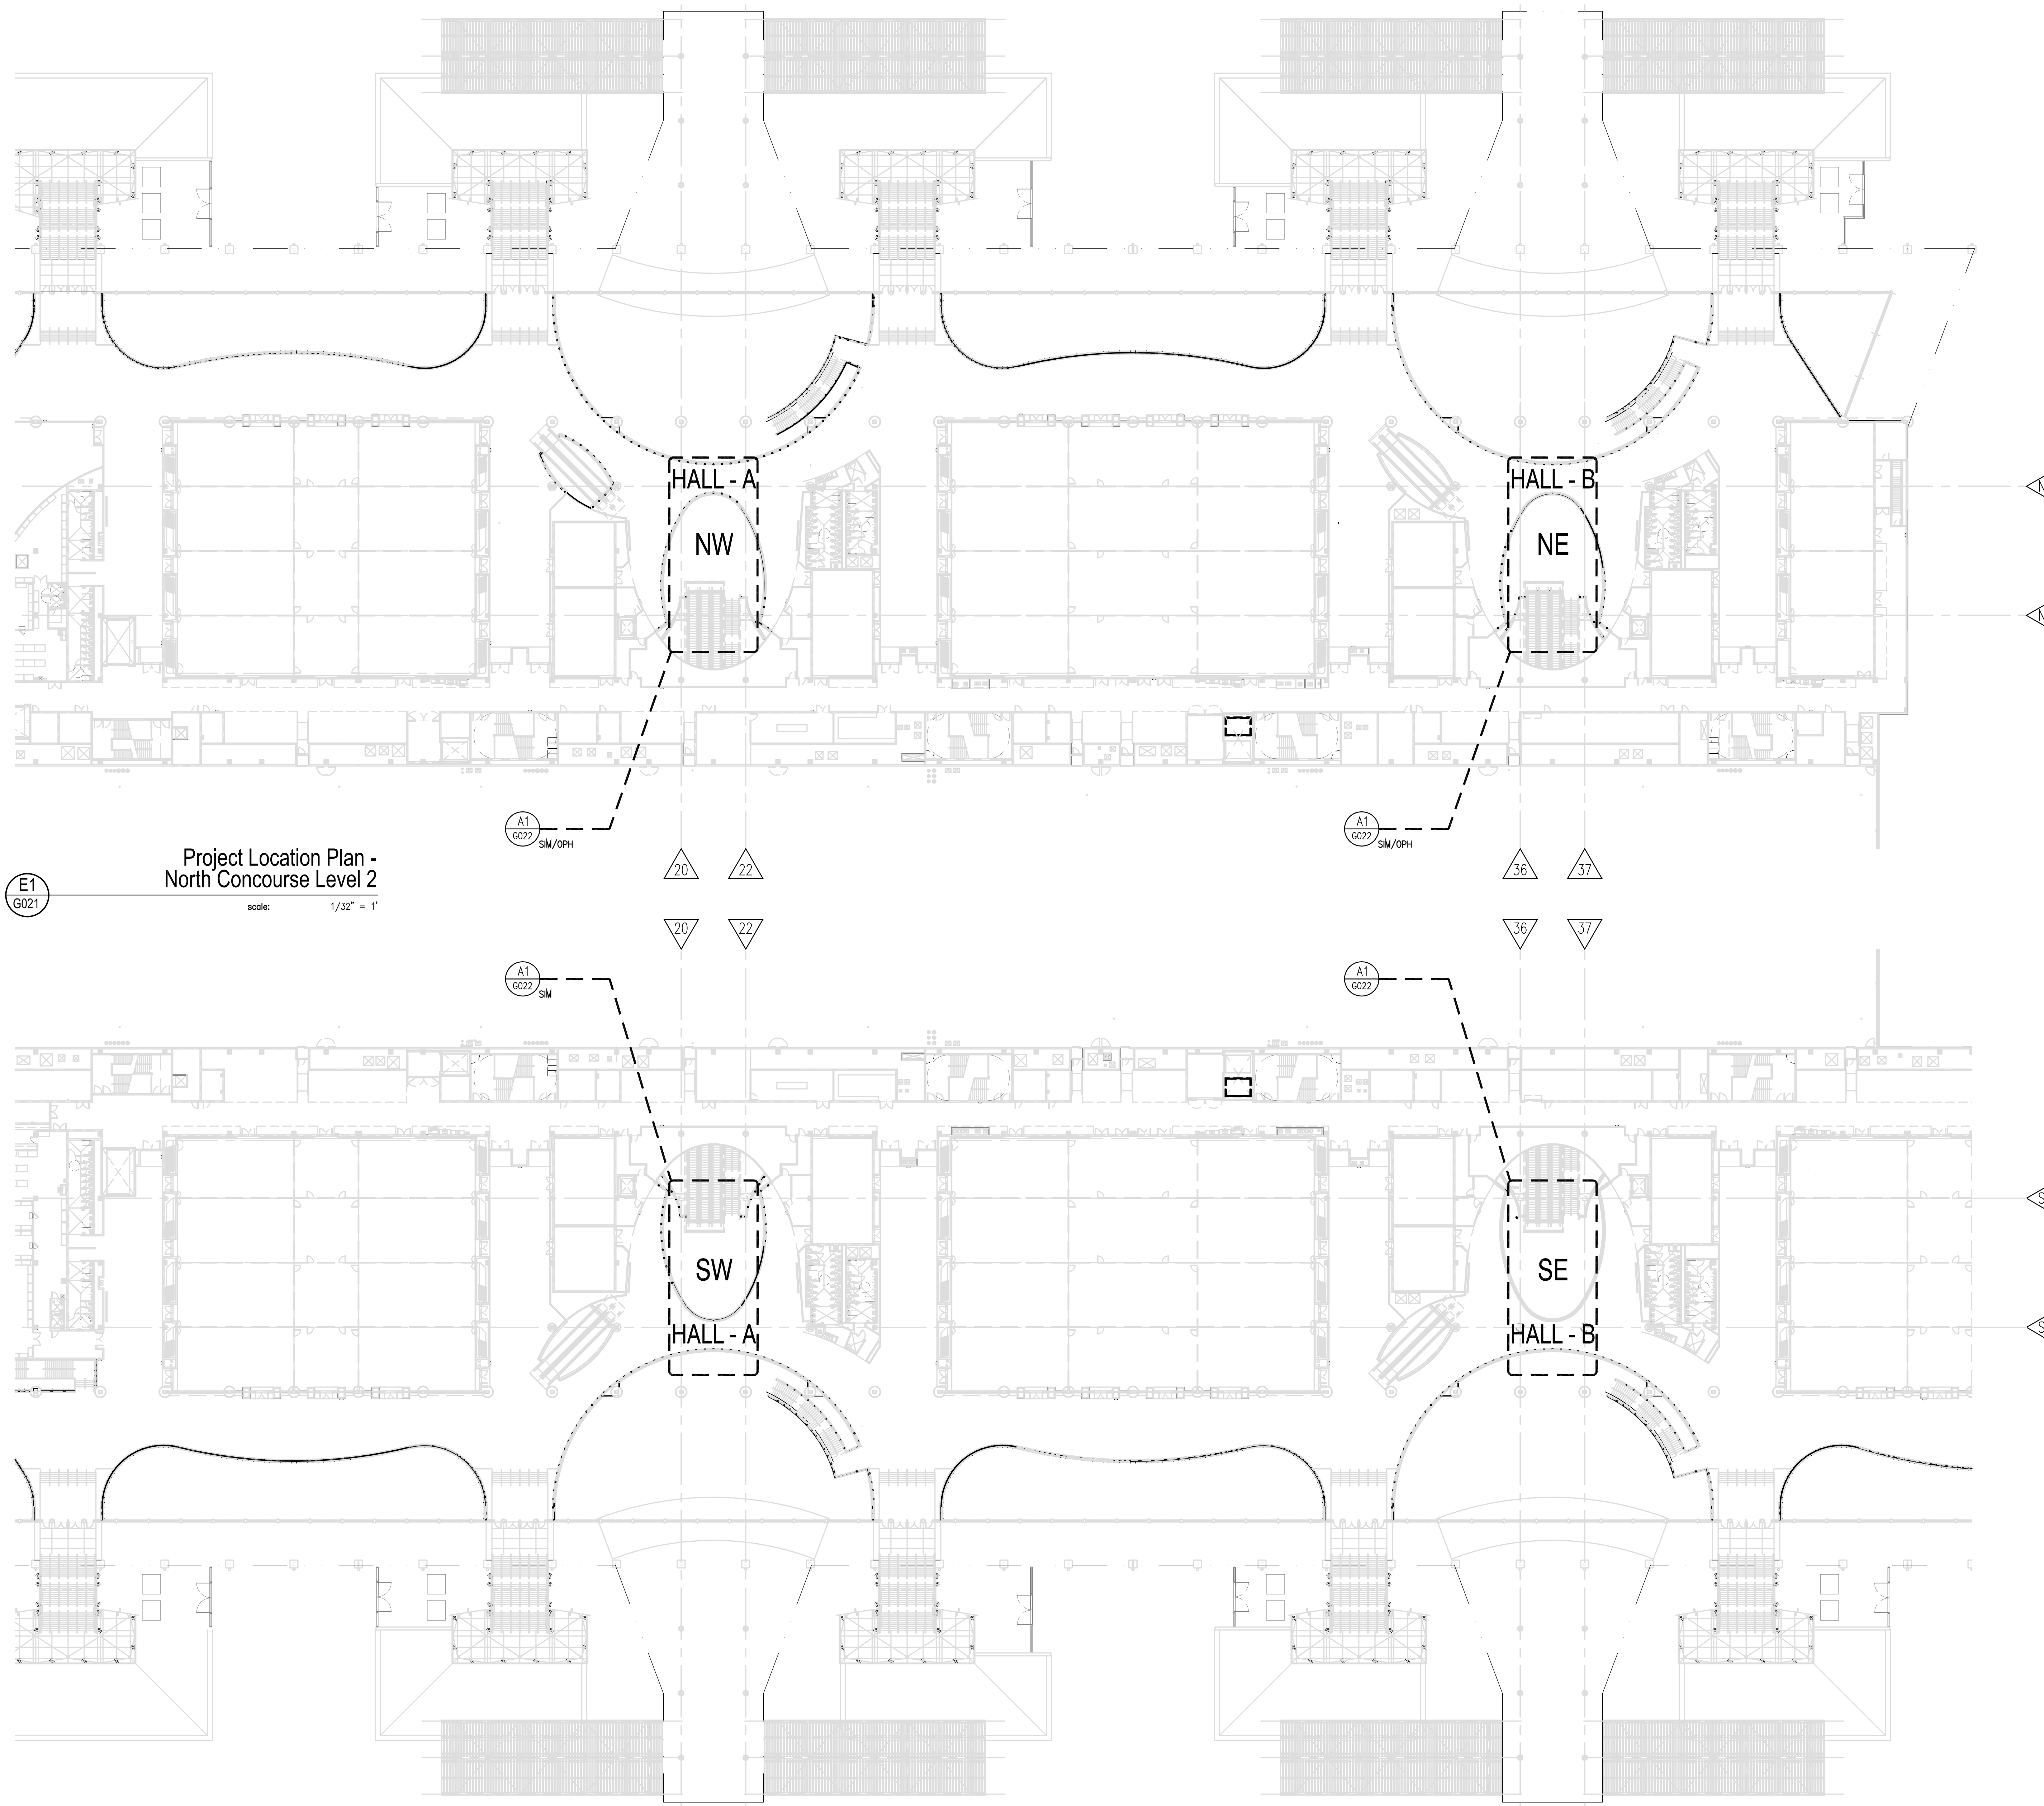 HALL - A
HALL - B
NW
NE
A1
G022
SIM/OPH
A1
G022
SIM/OPH
20
22
36
37
Project Location Plan -
North Concourse Level 2
E1
G021
scale: 1/32" = 1'
20
22
36
37
A1
G022
SIM
A1
G022
SW
SE
HALL - A
HALL - B